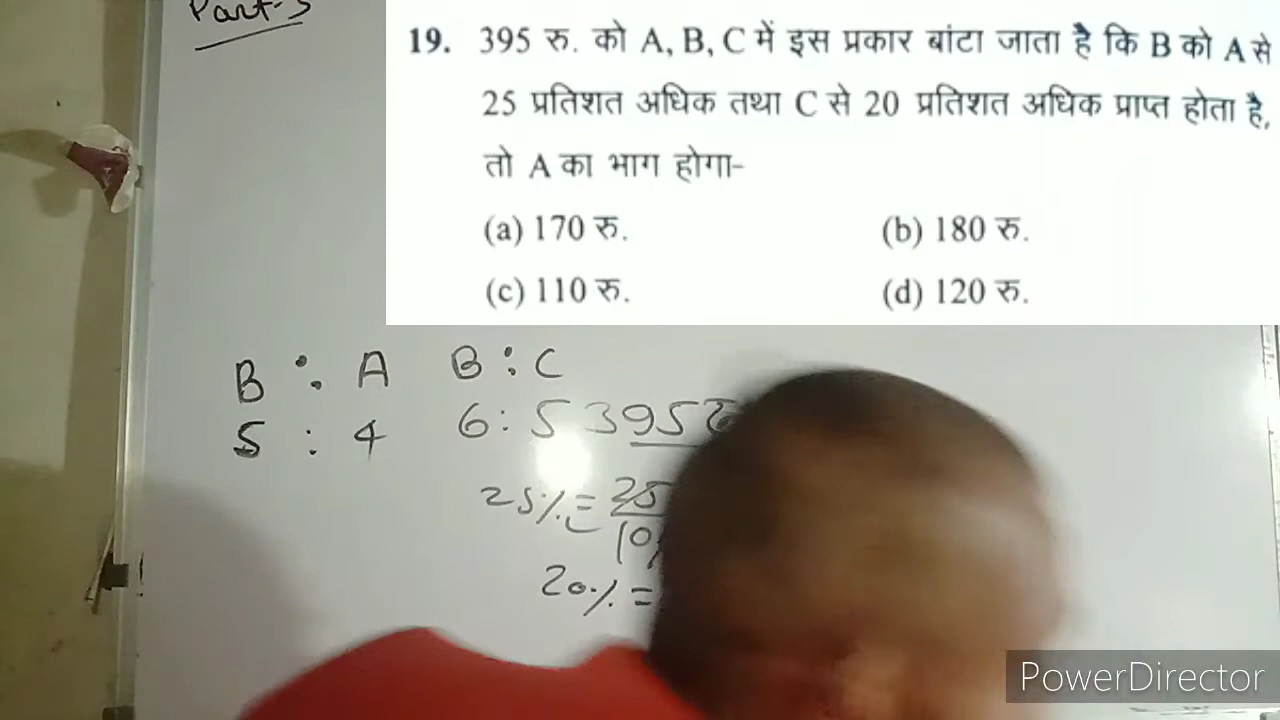 Part-3
19. 395 रु. को A, B, C में इस प्रकार बांटा जाता है कि B को A से
25 प्रतिशत अधिक तथा C से 20 प्रतिशत अधिक प्राप्त होता है,
तो A का भाग होगा-
(a) 170 रु. (b) 180 रु.
(c) 110 रु. (d) 120 रु.
B : A B : C
5 : 4 6 : 5 395
25% = 25
20% =
PowerDirector